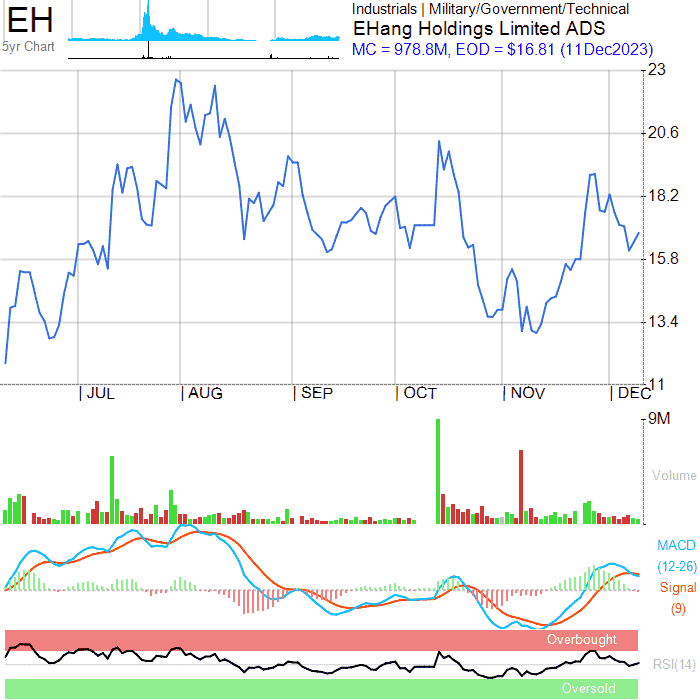 EH
5yr Chart
Industrials | Military/Government/Technical
EHang Holdings Limited ADS
MC = 978.8M, EOD = $16.81 (11Dec2023)
23
20.6
18.2
15.8
13.4
11
| JUL | AUG | SEP | OCT | NOV | DEC
9M
Volume
MACD
(12-26)
Signal
(9)
Overbought
RSI(14)
Oversold